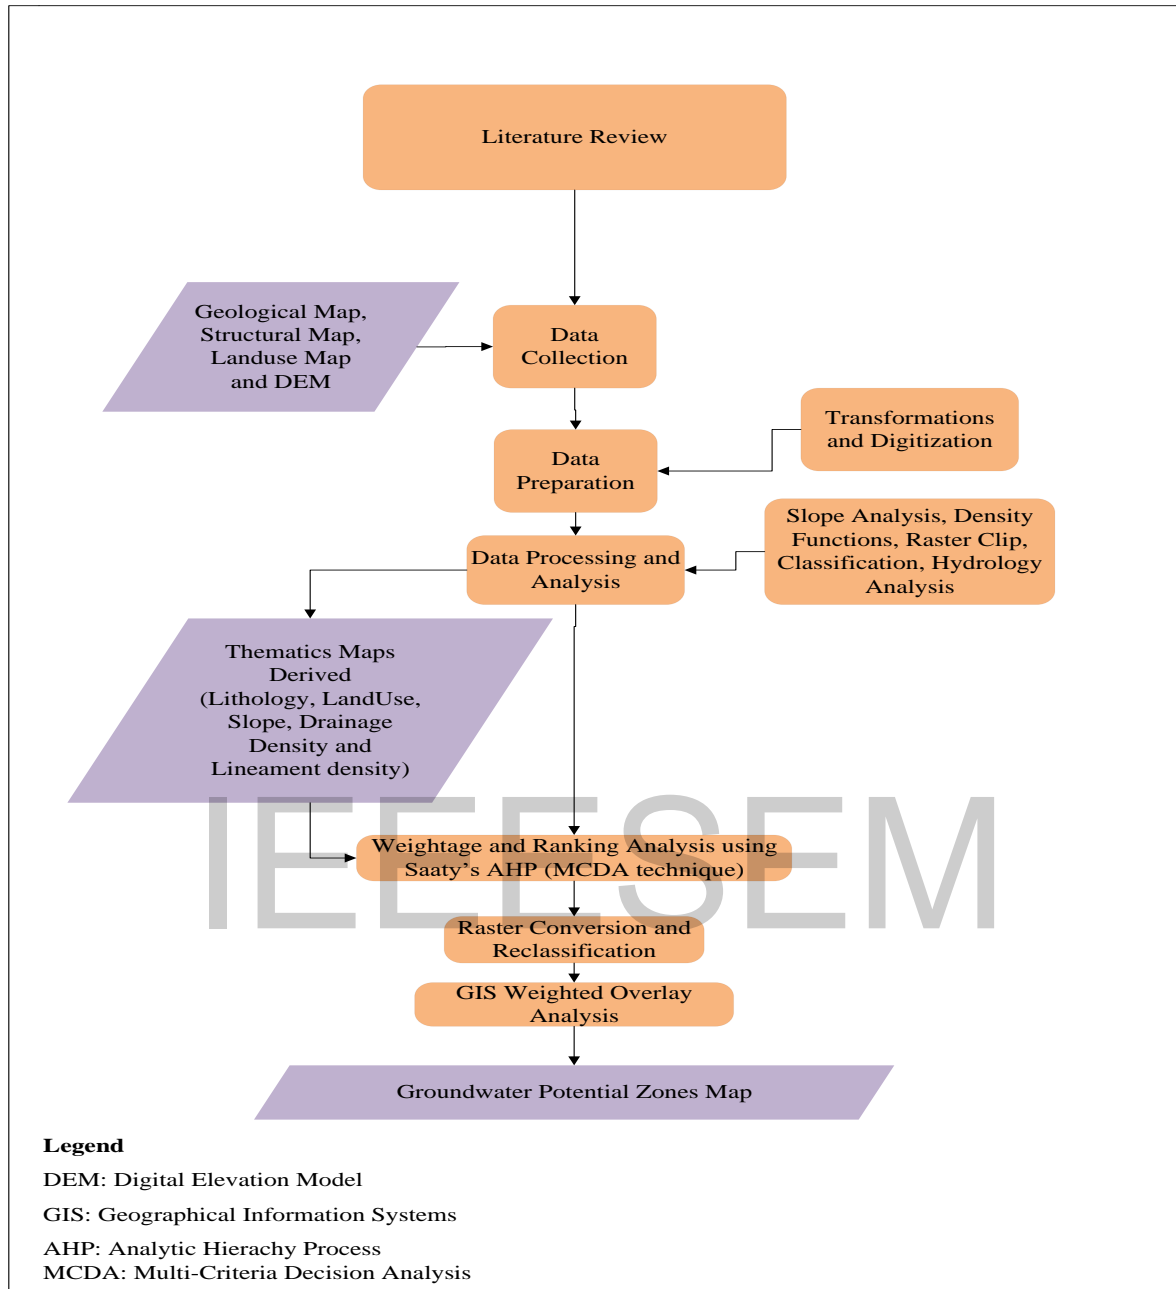 Literature Review
Geological Map,
Structural Map,
Landuse Map
and DEM
Data
Collection
Transformations
and Digitization
Data
Preparation
Slope Analysis, Density
Functions, Raster Clip,
Classification, Hydrology
Analysis
Data Processing and
Analysis
Thematics Maps
Derived
(Lithology, LandUse,
Slope, Drainage
Density and
Lineament density)
IEEESEM
Weightage and Ranking Analysis using
Saaty's AHP (MCDA technique)
Raster Conversion and
Reclassification
GIS Weighted Overlay
Analysis
Groundwater Potential Zones Map
Legend
DEM: Digital Elevation Model
GIS: Geographical Information Systems
AHP: Analytic Hierachy Process
MCDA: Multi-Criteria Decision Analysis